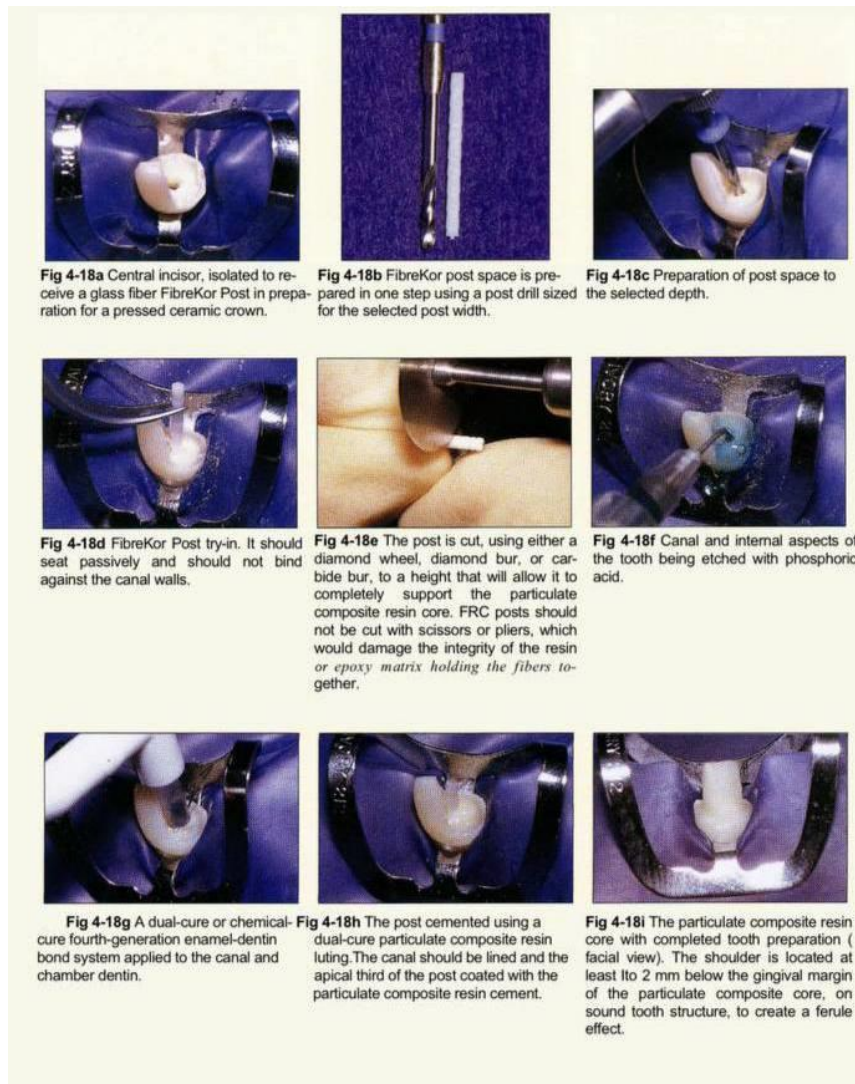 Fig 4-18a Central incisor, isolated to re-
ceive a glass fiber FibreKor Post in prepa-
ration for a pressed ceramic crown.
Fig 4-18b FibreKor post space is pre-
pared in one step using a post drill sized
for the selected post width.
Fig 4-18c Preparation of post space to
the selected depth.
Fig 4-18d FibreKor Post try-in. It should
seat passively and should not bind
against the canal walls.
Fig 4-18e The post is cut, using either a
diamond wheel, diamond bur, or car-
bide bur, to a height that will allow it to
completely support the particulate
composite resin core. FRC posts should
not be cut with scissors or pliers, which
would damage the integrity of the resin
or epoxy matrix holding the fibers to-
gether.
Fig 4-18f Canal and internal aspects of
the tooth being etched with phosphoric
acid.
Fig 4-18g A dual-cure or chemical-
cure fourth-generation enamel-dentin
bond system applied to the canal and
chamber dentin.
Fig 4-18h The post cemented using a
dual-cure particulate composite resin
luting.The canal should be lined and the
apical third of the post coated with the
particulate composite resin cement.
Fig 4-18i The particulate composite resin
core with completed tooth preparation (
facial view). The shoulder is located at
least Ito 2 mm below the gingival margin
of the particulate composite core, on
sound tooth structure, to create a ferule
effect.